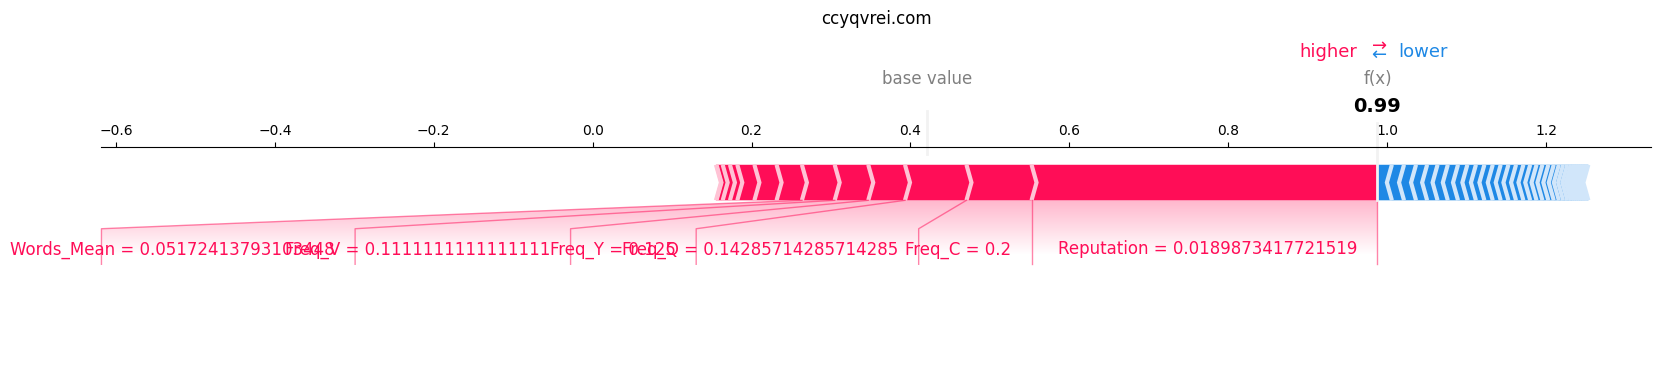 ccyqvrei.com
higher ⇄ lower
base value f(x)
0.99
−0.6 −0.4 −0.2 0.0 0.2 0.4 0.6 0.8 1.0 1.2
Words_Mean = 0.05172413793103448 Freq_V = 0.1111111111111111 Freq_Y = 0.125 Freq_Q = 0.14285714285714285 Freq_C = 0.2 Reputation = 0.0189873417721519